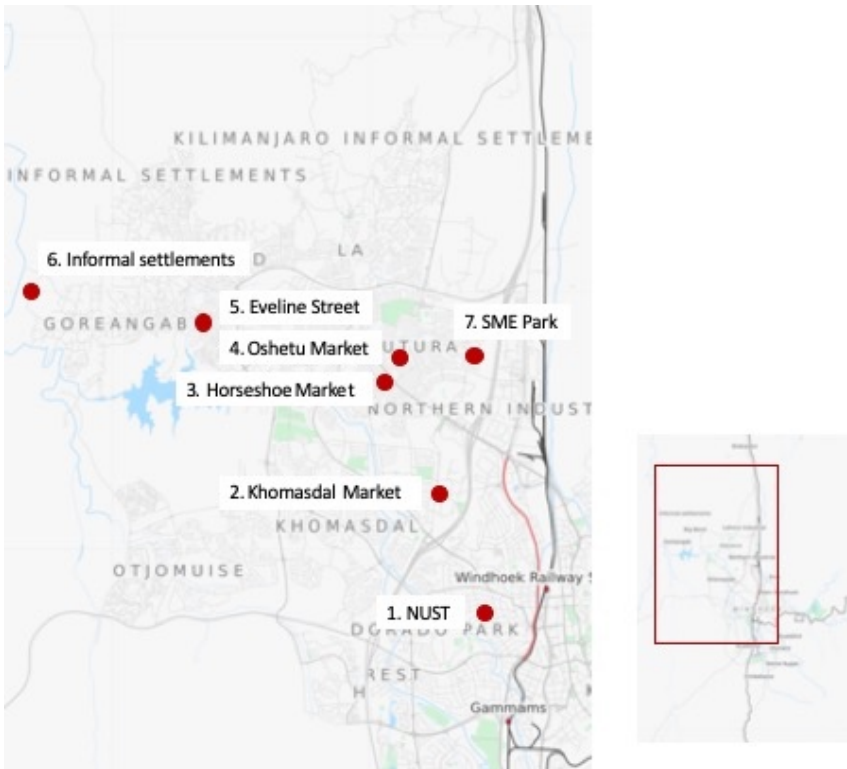 KILIMANJARO INFORMAL SETTLEME
INFORMAL SETTLEMENTS
D
LA
6. Informal settlements
5. Eveline Street
GOREANGAB
7. SME Park
4. Oshetu Market
UTURA
3. Horseshoe Market
NORTHERN INDUST
2. Khomasdal Market
KHOMASDAL
OTJOMUISE
Windhoek Railway S
1. NUST
DORADO PARK
REST
H
Gammams